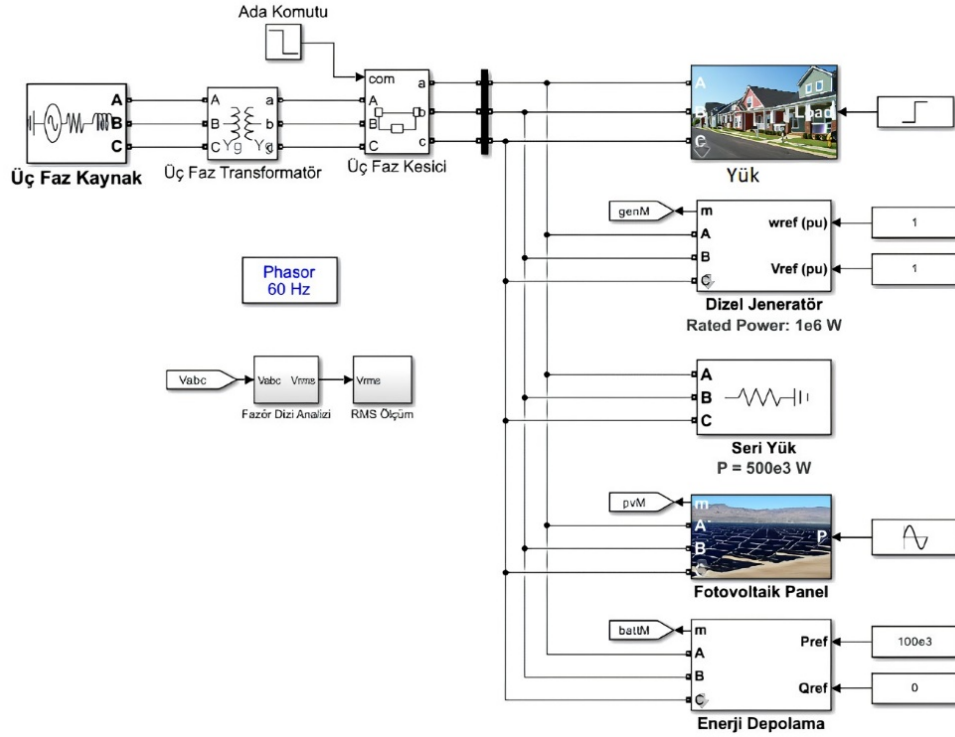 Ada Komutu
com
a
A
A
A
a
A
A
B
B
b
B
b
B
oad
C
C
C
c
C
C
Yg
Yg
Üç Faz Kaynak
Üç Faz Transformatör
Üç Faz Kesici
Yük
genM
m
A
B
C
wref (pu)
1
Vref (pu)
1
Dizel Jeneratör
Rated Power: 1e6 W
Phasor
60 Hz
Vabc
Vabc
Vrms
Vrms
Fazör Dizi Analizi
RMS Ölçüm
A
B
C
Seri Yük
P = 500e3 W
pvM
m
A
B
P
Fotovoltaik Panel
battM
m
A
B
C
Pref
100e3
Qref
0
Enerji Depolama